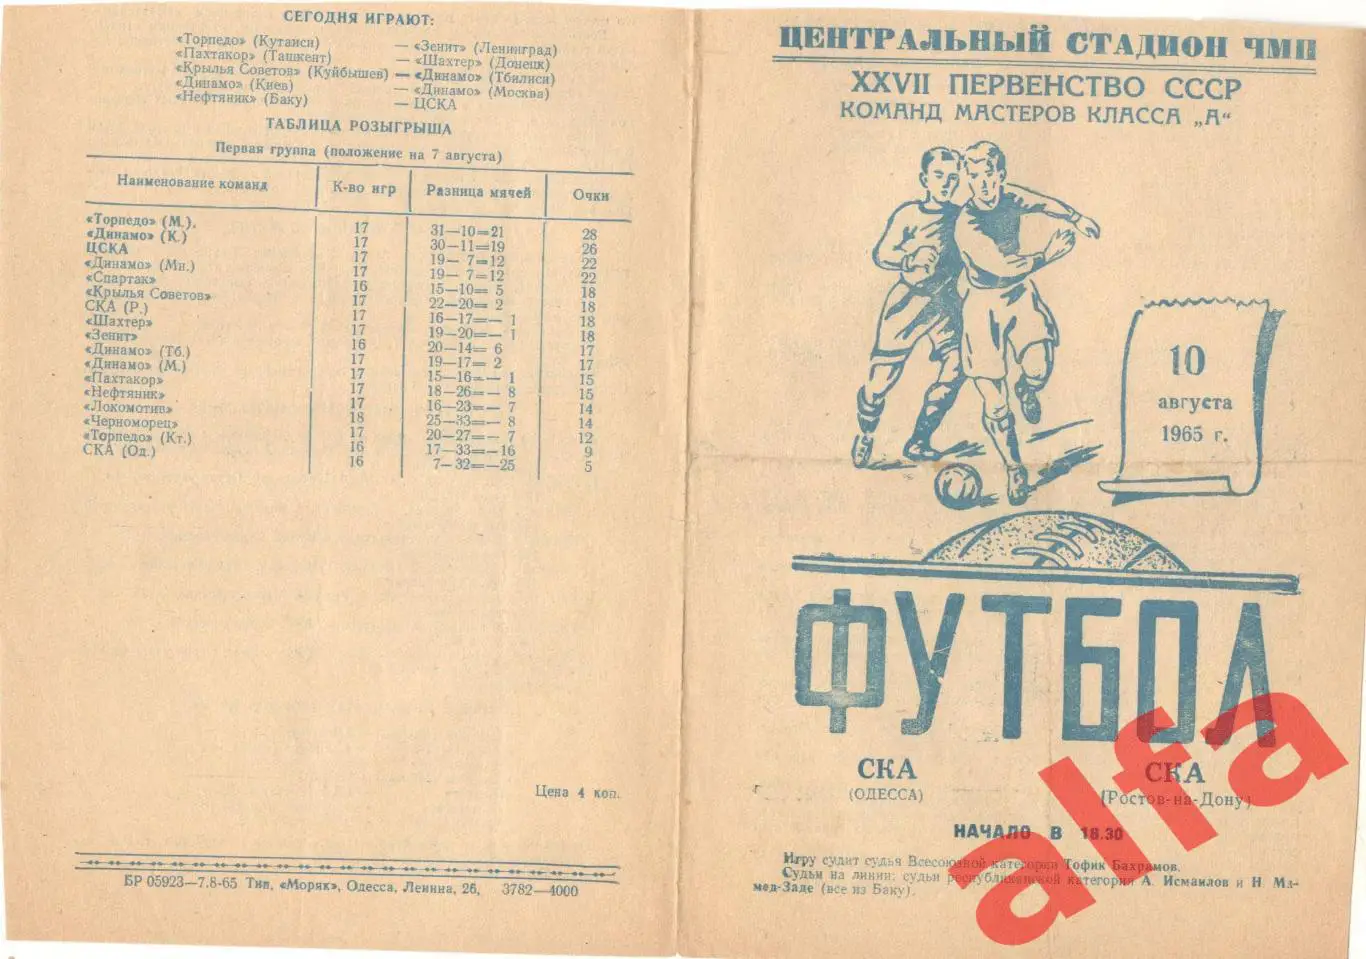 СЕГОДНЯ ИГРАЮТ:
«Торпедо» (Кутаиси) — «Зенит» (Ленинград)
«Пахтакор» (Ташкент) — «Шахтер» (Донецк)
«Крылья Советов» (Куйбышев) — «Динамо» (Тбилиси)
«Динамо» (Киев) — «Динамо» (Москва)
«Нефтяник» (Баку) — ЦСКА
ТАБЛИЦА РОЗЫГРЫША
Первая группа (положение на 7 августа)
Наименование команд К-во игр Разница мячей Очки
«Торпедо» (М.). 17 31—10=21 28
«Динамо» (К.) 17 30—11=19 26
ЦСКА 17 19— 7=12 22
«Динамо» (Мн.) 17 19— 7=12 22
«Спартак» 16 15—10= 5 18
«Крылья Советов» 17 22—20= 2 18
СКА (Р.) 17 16—17=— 1 18
«Шахтер» 17 19—20=— 1 18
«Зенит» 16 20—14= 6 17
«Динамо» (Тб.) 17 19—17= 2 17
«Динамо» (М.) 17 15—16=— 1 15
«Пахтакор» 17 18—26=— 8 15
«Нефтяник» 17 16—23=— 7 14
«Локомотив» 18 25—33=— 8 14
«Черноморец» 17 20—27=— 7 12
«Торпедо» (Кт.) 16 17—33=—16 9
СКА (Од.) 16 7—32=—25 5
Цена 4 коп.
БР 05923—7.8-65 Тип. «Моряк», Одесса, Ленина, 26. 3782—4000
ЦЕНТРАЛЬНЫЙ СТАДИОН ЧМП
XXVII ПЕРВЕНСТВО СССР
КОМАНД МАСТЕРОВ КЛАССА „А“
10
августа
1965 г.
ФУТБОЛ
СКА СКА
(ОДЕССА) (Ростов-на-Дону)
НАЧАЛО В 18.30
Игру судит судья Всесоюзной категории Тофик Бахрамов.
Судьи на линии: судьи республиканской категории А. Исмаилов и Н. Ма-
мед-Заде (все из Баку).
alfa